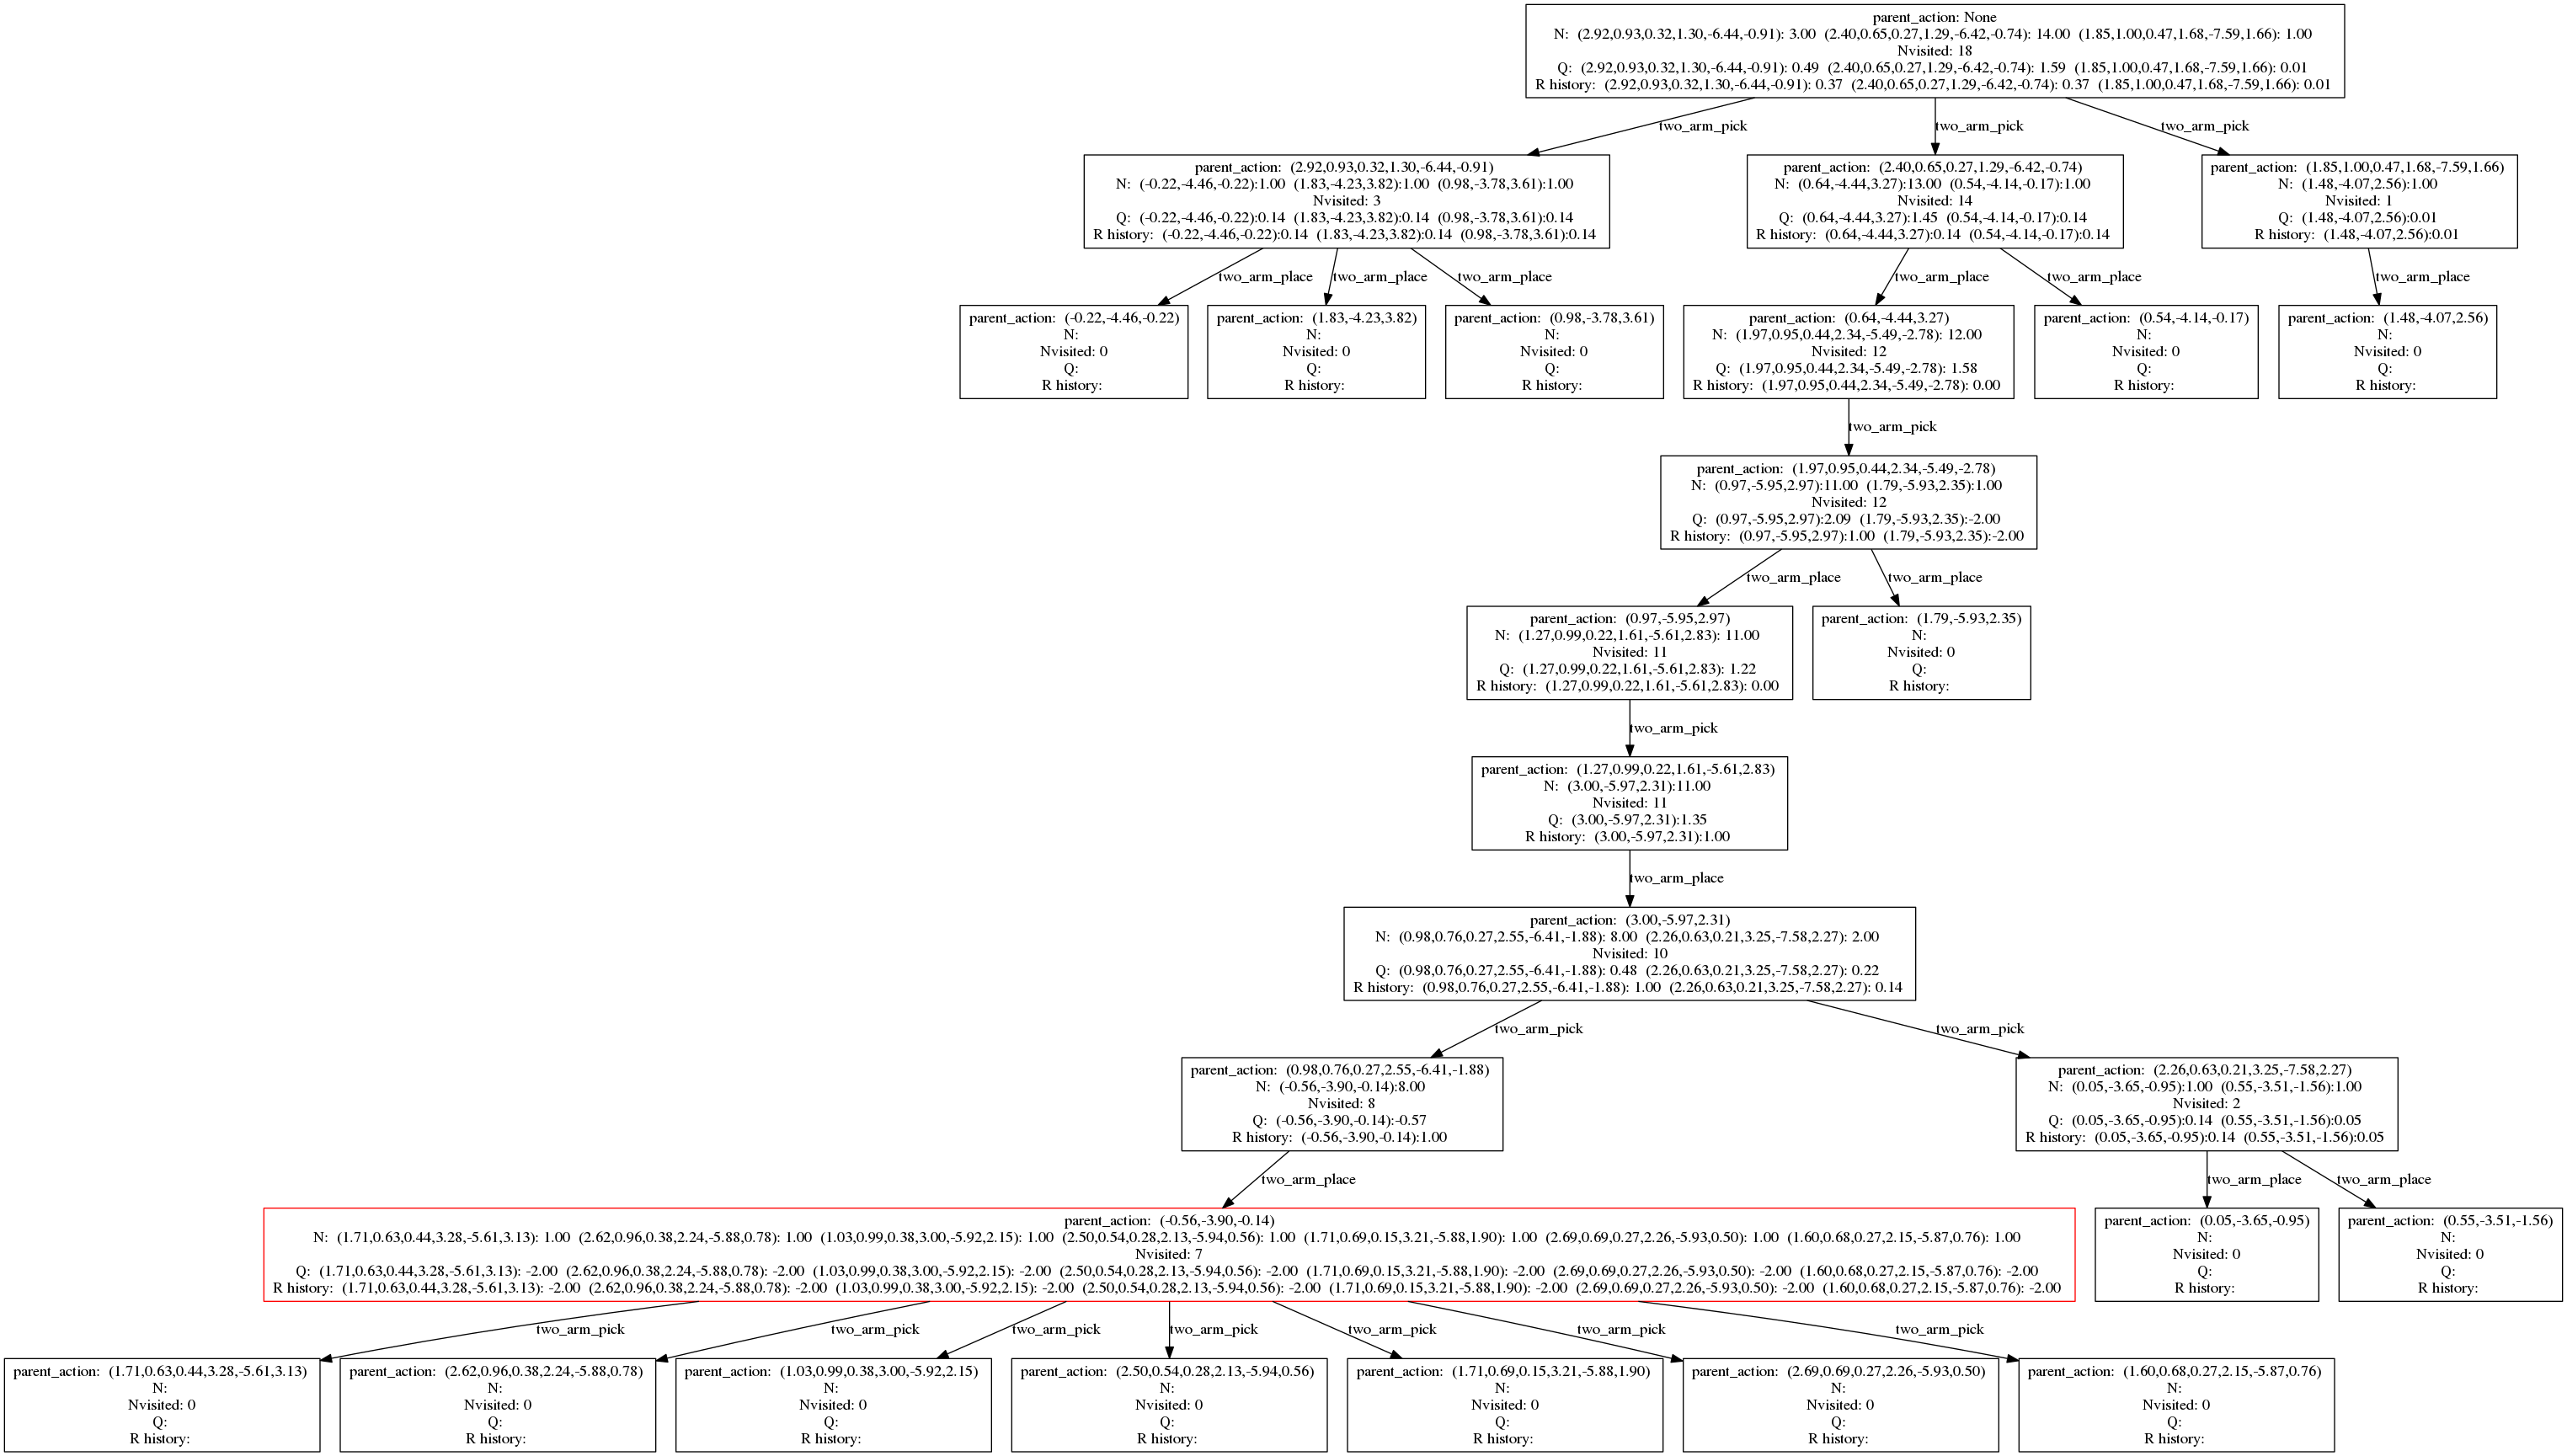 parent_action: None
N: (2.92,0.93,0.32,1.30,-6.44,-0.91): 3.00 (2.40,0.65,0.27,1.29,-6.42,-0.74): 14.00 (1.85,1.00,0.47,1.68,-7.59,1.66): 1.00
Nvisited: 18
Q: (2.92,0.93,0.32,1.30,-6.44,-0.91): 0.49 (2.40,0.65,0.27,1.29,-6.42,-0.74): 1.59 (1.85,1.00,0.47,1.68,-7.59,1.66): 0.01
R history: (2.92,0.93,0.32,1.30,-6.44,-0.91): 0.37 (2.40,0.65,0.27,1.29,-6.42,-0.74): 0.37 (1.85,1.00,0.47,1.68,-7.59,1.66): 0.01
two_arm_pick
two_arm_pick
two_arm_pick
parent_action: (2.92,0.93,0.32,1.30,-6.44,-0.91)
N: (-0.22,-4.46,-0.22):1.00 (1.83,-4.23,3.82):1.00 (0.98,-3.78,3.61):1.00
Nvisited: 3
Q: (-0.22,-4.46,-0.22):0.14 (1.83,-4.23,3.82):0.14 (0.98,-3.78,3.61):0.14
R history: (-0.22,-4.46,-0.22):0.14 (1.83,-4.23,3.82):0.14 (0.98,-3.78,3.61):0.14
parent_action: (2.40,0.65,0.27,1.29,-6.42,-0.74)
N: (0.64,-4.44,3.27):13.00 (0.54,-4.14,-0.17):1.00
Nvisited: 14
Q: (0.64,-4.44,3.27):1.45 (0.54,-4.14,-0.17):0.14
R history: (0.64,-4.44,3.27):0.14 (0.54,-4.14,-0.17):0.14
parent_action: (1.85,1.00,0.47,1.68,-7.59,1.66)
N: (1.48,-4.07,2.56):1.00
Nvisited: 1
Q: (1.48,-4.07,2.56):0.01
R history: (1.48,-4.07,2.56):0.01
two_arm_place
two_arm_place
two_arm_place
two_arm_place
two_arm_place
two_arm_place
parent_action: (-0.22,-4.46,-0.22)
N:
Nvisited: 0
Q:
R history:
parent_action: (1.83,-4.23,3.82)
N:
Nvisited: 0
Q:
R history:
parent_action: (0.98,-3.78,3.61)
N:
Nvisited: 0
Q:
R history:
parent_action: (0.64,-4.44,3.27)
N: (1.97,0.95,0.44,2.34,-5.49,-2.78): 12.00
Nvisited: 12
Q: (1.97,0.95,0.44,2.34,-5.49,-2.78): 1.58
R history: (1.97,0.95,0.44,2.34,-5.49,-2.78): 0.00
parent_action: (0.54,-4.14,-0.17)
N:
Nvisited: 0
Q:
R history:
parent_action: (1.48,-4.07,2.56)
N:
Nvisited: 0
Q:
R history:
two_arm_pick
parent_action: (1.97,0.95,0.44,2.34,-5.49,-2.78)
N: (0.97,-5.95,2.97):11.00 (1.79,-5.93,2.35):1.00
Nvisited: 12
Q: (0.97,-5.95,2.97):2.09 (1.79,-5.93,2.35):-2.00
R history: (0.97,-5.95,2.97):1.00 (1.79,-5.93,2.35):-2.00
two_arm_place
two_arm_place
parent_action: (0.97,-5.95,2.97)
N: (1.27,0.99,0.22,1.61,-5.61,2.83): 11.00
Nvisited: 11
Q: (1.27,0.99,0.22,1.61,-5.61,2.83): 1.22
R history: (1.27,0.99,0.22,1.61,-5.61,2.83): 0.00
parent_action: (1.79,-5.93,2.35)
N:
Nvisited: 0
Q:
R history:
two_arm_pick
parent_action: (1.27,0.99,0.22,1.61,-5.61,2.83)
N: (3.00,-5.97,2.31):11.00
Nvisited: 11
Q: (3.00,-5.97,2.31):1.35
R history: (3.00,-5.97,2.31):1.00
two_arm_place
parent_action: (3.00,-5.97,2.31)
N: (0.98,0.76,0.27,2.55,-6.41,-1.88): 8.00 (2.26,0.63,0.21,3.25,-7.58,2.27): 2.00
Nvisited: 10
Q: (0.98,0.76,0.27,2.55,-6.41,-1.88): 0.48 (2.26,0.63,0.21,3.25,-7.58,2.27): 0.22
R history: (0.98,0.76,0.27,2.55,-6.41,-1.88): 1.00 (2.26,0.63,0.21,3.25,-7.58,2.27): 0.14
two_arm_pick
two_arm_pick
parent_action: (0.98,0.76,0.27,2.55,-6.41,-1.88)
N: (-0.56,-3.90,-0.14):8.00
Nvisited: 8
Q: (-0.56,-3.90,-0.14):-0.57
R history: (-0.56,-3.90,-0.14):1.00
parent_action: (2.26,0.63,0.21,3.25,-7.58,2.27)
N: (0.05,-3.65,-0.95):1.00 (0.55,-3.51,-1.56):1.00
Nvisited: 2
Q: (0.05,-3.65,-0.95):0.14 (0.55,-3.51,-1.56):0.05
R history: (0.05,-3.65,-0.95):0.14 (0.55,-3.51,-1.56):0.05
two_arm_place
two_arm_place
two_arm_place
parent_action: (-0.56,-3.90,-0.14)
N: (1.71,0.63,0.44,3.28,-5.61,3.13): 1.00 (2.62,0.96,0.38,2.24,-5.88,0.78): 1.00 (1.03,0.99,0.38,3.00,-5.92,2.15): 1.00 (2.50,0.54,0.28,2.13,-5.94,0.56): 1.00 (1.71,0.69,0.15,3.21,-5.88,1.90): 1.00 (2.69,0.69,0.27,2.26,-5.93,0.50): 1.00 (1.60,0.68,0.27,2.15,-5.87,0.76): 1.00
Nvisited: 7
Q: (1.71,0.63,0.44,3.28,-5.61,3.13): -2.00 (2.62,0.96,0.38,2.24,-5.88,0.78): -2.00 (1.03,0.99,0.38,3.00,-5.92,2.15): -2.00 (2.50,0.54,0.28,2.13,-5.94,0.56): -2.00 (1.71,0.69,0.15,3.21,-5.88,1.90): -2.00 (2.69,0.69,0.27,2.26,-5.93,0.50): -2.00 (1.60,0.68,0.27,2.15,-5.87,0.76): -2.00
R history: (1.71,0.63,0.44,3.28,-5.61,3.13): -2.00 (2.62,0.96,0.38,2.24,-5.88,0.78): -2.00 (1.03,0.99,0.38,3.00,-5.92,2.15): -2.00 (2.50,0.54,0.28,2.13,-5.94,0.56): -2.00 (1.71,0.69,0.15,3.21,-5.88,1.90): -2.00 (2.69,0.69,0.27,2.26,-5.93,0.50): -2.00 (1.60,0.68,0.27,2.15,-5.87,0.76): -2.00
parent_action: (0.05,-3.65,-0.95)
N:
Nvisited: 0
Q:
R history:
parent_action: (0.55,-3.51,-1.56)
N:
Nvisited: 0
Q:
R history:
two_arm_pick
two_arm_pick
two_arm_pick
two_arm_pick
two_arm_pick
two_arm_pick
two_arm_pick
parent_action: (1.71,0.63,0.44,3.28,-5.61,3.13)
N:
Nvisited: 0
Q:
R history:
parent_action: (2.62,0.96,0.38,2.24,-5.88,0.78)
N:
Nvisited: 0
Q:
R history:
parent_action: (1.03,0.99,0.38,3.00,-5.92,2.15)
N:
Nvisited: 0
Q:
R history:
parent_action: (2.50,0.54,0.28,2.13,-5.94,0.56)
N:
Nvisited: 0
Q:
R history:
parent_action: (1.71,0.69,0.15,3.21,-5.88,1.90)
N:
Nvisited: 0
Q:
R history:
parent_action: (2.69,0.69,0.27,2.26,-5.93,0.50)
N:
Nvisited: 0
Q:
R history:
parent_action: (1.60,0.68,0.27,2.15,-5.87,0.76)
N:
Nvisited: 0
Q:
R history: